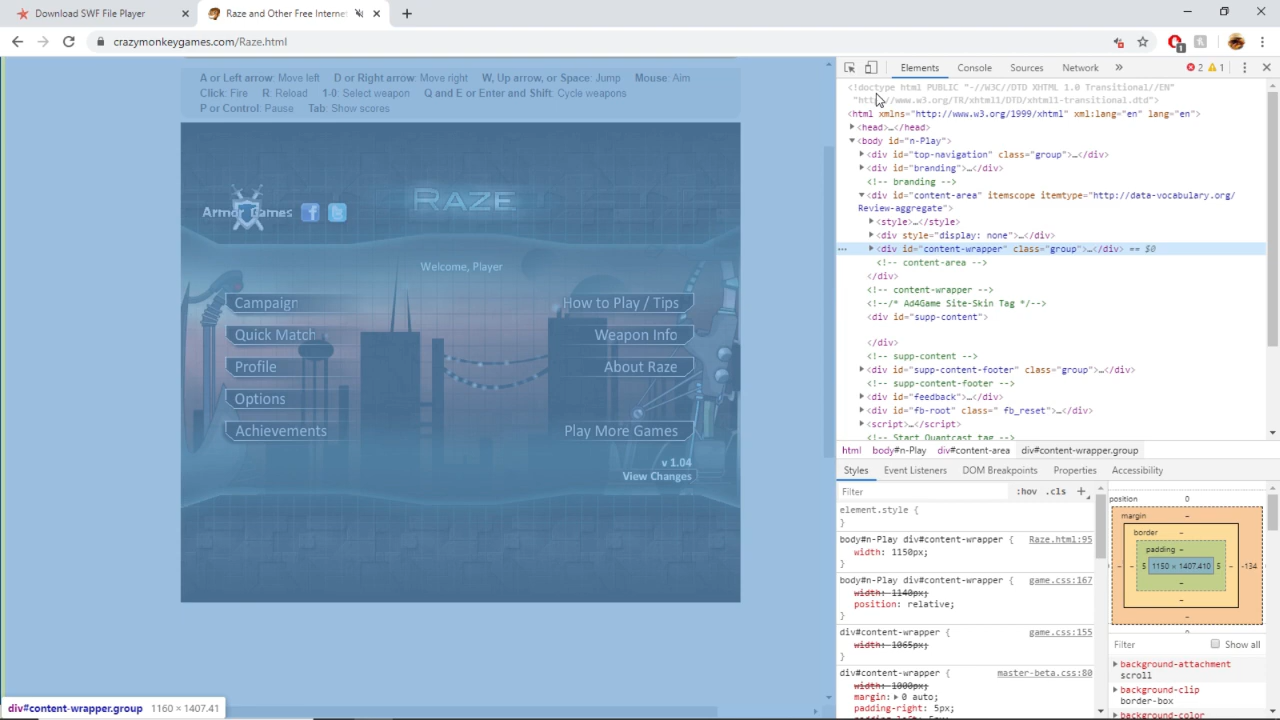 Download SWF File Player
Raze and Other Free Internet
crazymonkeygames.com/Raze.html
1
A or Left arrow: Move left D or Right arrow: Move right W, Up arrow, or Space: Jump Mouse: Aim
Click: Fire R: Reload 1-0: Select weapon Q and E or Enter and Shift: Cycle weapons
P or Control: Pause Tab: Show scores
Armor Games
RAZE
Welcome, Player
Campaign
Quick Match
Profile
Options
Achievements
How to Play / Tips
Weapon Info
About Raze
Play More Games
v 1.04
View Changes
div#content-wrapper.group 1160 × 1407.41
Elements Console Sources Network » 2 1
<!doctype html PUBLIC "-//W3C//DTD XHTML 1.0 Transitional//EN"
"http://www.w3.org/TR/xhtml1/DTD/xhtml1-transitional.dtd">
<html xmlns="http://www.w3.org/1999/xhtml" xml:lang="en" lang="en">
<head>…</head>
<body id="n-Play">
<div id="top-navigation" class="group">…</div>
<div id="branding">…</div>
<!-- branding -->
<div id="content-area" itemscope itemtype="http://data-vocabulary.org/
Review-aggregate">
<style>…</style>
<div style="display: none">…</div>
<div id="content-wrapper" class="group">…</div> == $0
<!-- content-area -->
</div>
<!-- content-wrapper -->
<!--/* Ad4Game Site-Skin Tag */-->
<div id="supp-content">
</div>
<!-- supp-content -->
<div id="supp-content-footer" class="group">…</div>
<!-- supp-content-footer -->
<div id="feedback">…</div>
<div id="fb-root" class=" fb_reset">…</div>
<script>…</script>
<!-- Start Quantcast tag -->
html body#n-Play div#content-area div#content-wrapper.group
Styles Event Listeners DOM Breakpoints Properties Accessibility
Filter :hov .cls +
element.style {
}
body#n-Play div#content-wrapper { Raze.html:95
width: 1150px;
}
body#n-Play div#content-wrapper { game.css:167
width: 1140px;
position: relative;
}
div#content-wrapper { game.css:155
width: 1065px;
}
div#content-wrapper { master-beta.css:80
width: 1000px;
margin: 0 auto;
padding-right: 5px;
padding-left: 5px;
position 0
margin –
border –
padding –
– – 5 1150 × 1407.410 5 – -134
–
–
–
Filter Show all
background-attachment
scroll
background-clip
border-box
background-color